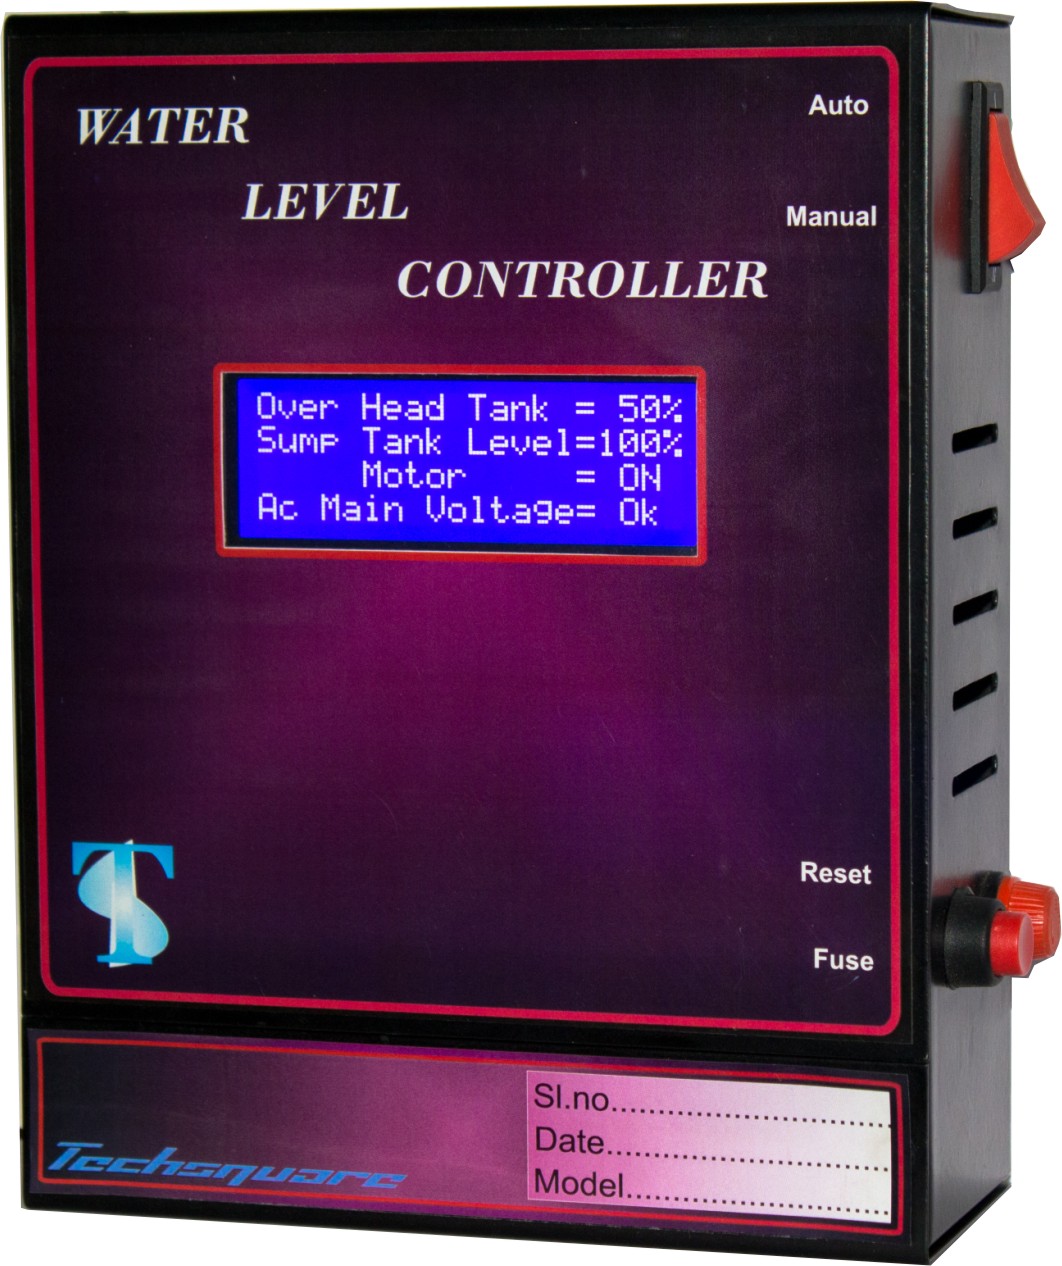 WATER
LEVEL
CONTROLLER
Auto
Manual
Over Head Tank = 50%
Sump Tank Level=100%
Motor = ON
Ac Main Voltage= Ok
TS
Reset
Fuse
Techsquare
Sl.no......................................
Date......................................
Model....................................